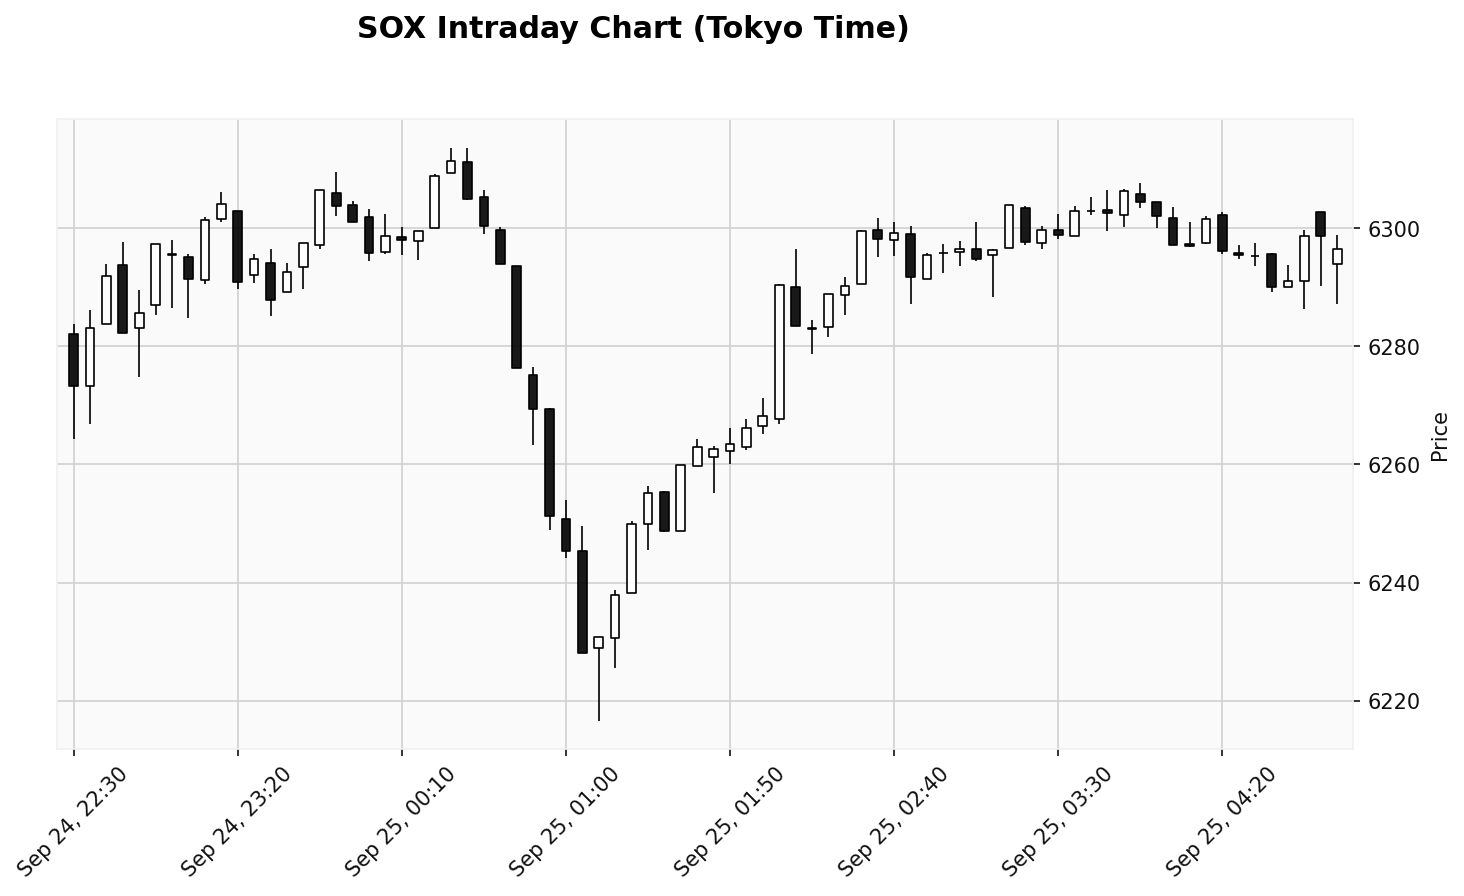 SOX Intraday Chart (Tokyo Time)
6300
6280
6260
6240
6220
Price
Sep 24, 22:30
Sep 24, 23:20
Sep 25, 00:10
Sep 25, 01:00
Sep 25, 01:50
Sep 25, 02:40
Sep 25, 03:30
Sep 25, 04:20